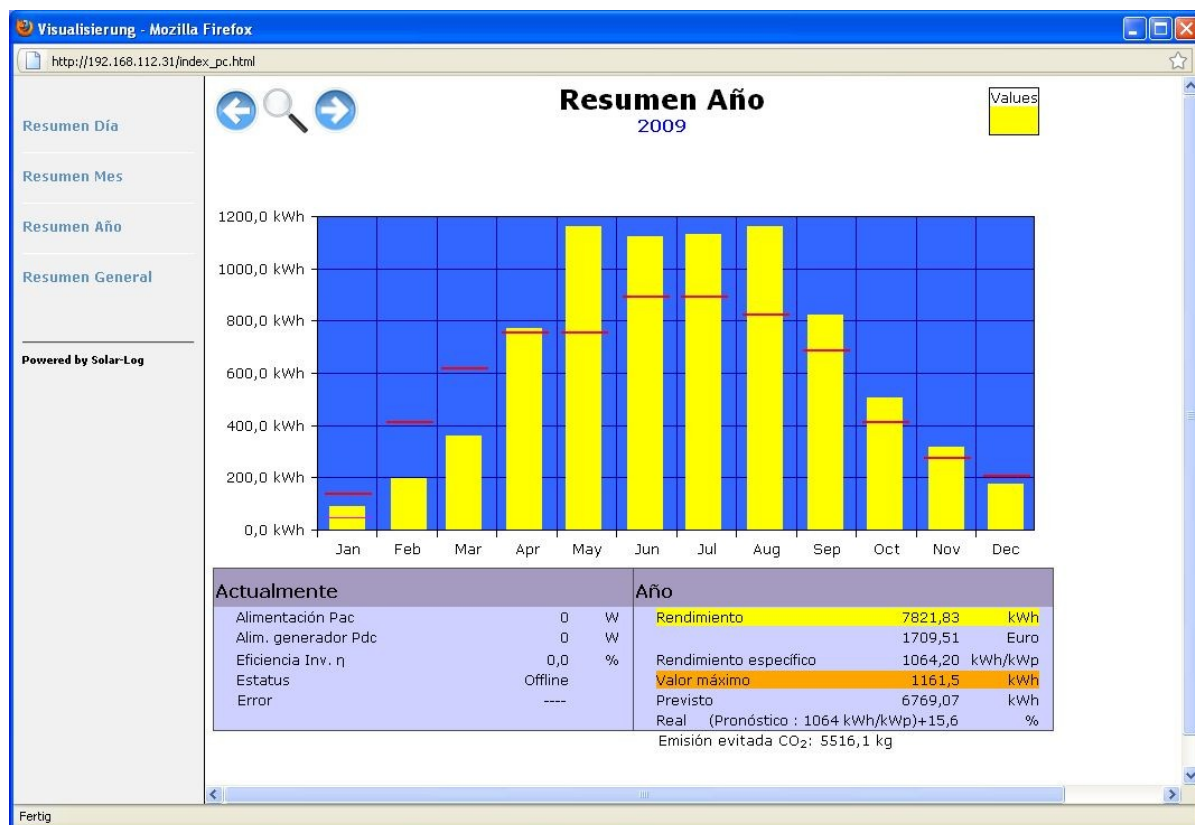 Visualisierung - Mozilla Firefox
http://192.168.112.31/index_pc.html
Resumen Día
Resumen Mes
Resumen Año
Resumen General
Powered by Solar-Log
Resumen Año
2009
Values
1200,0 kWh
1000,0 kWh
800,0 kWh
600,0 kWh
400,0 kWh
200,0 kWh
0,0 kWh
Jan Feb Mar Apr May Jun Jul Aug Sep Oct Nov Dec
Actualmente
Alimentación Pac 0 W
Alim. generador Pdc 0 W
Eficiencia Inv. η 0,0 %
Estatus Offline
Error ----
Año
Rendimiento 7821,83 kWh
1709,51 Euro
Rendimiento específico 1064,20 kWh/kWp
Valor máximo 1161,5 kWh
Previsto 6769,07 kWh
Real (Pronóstico : 1064 kWh/kWp)+15,6 %
Emisión evitada CO₂: 5516,1 kg
Fertig